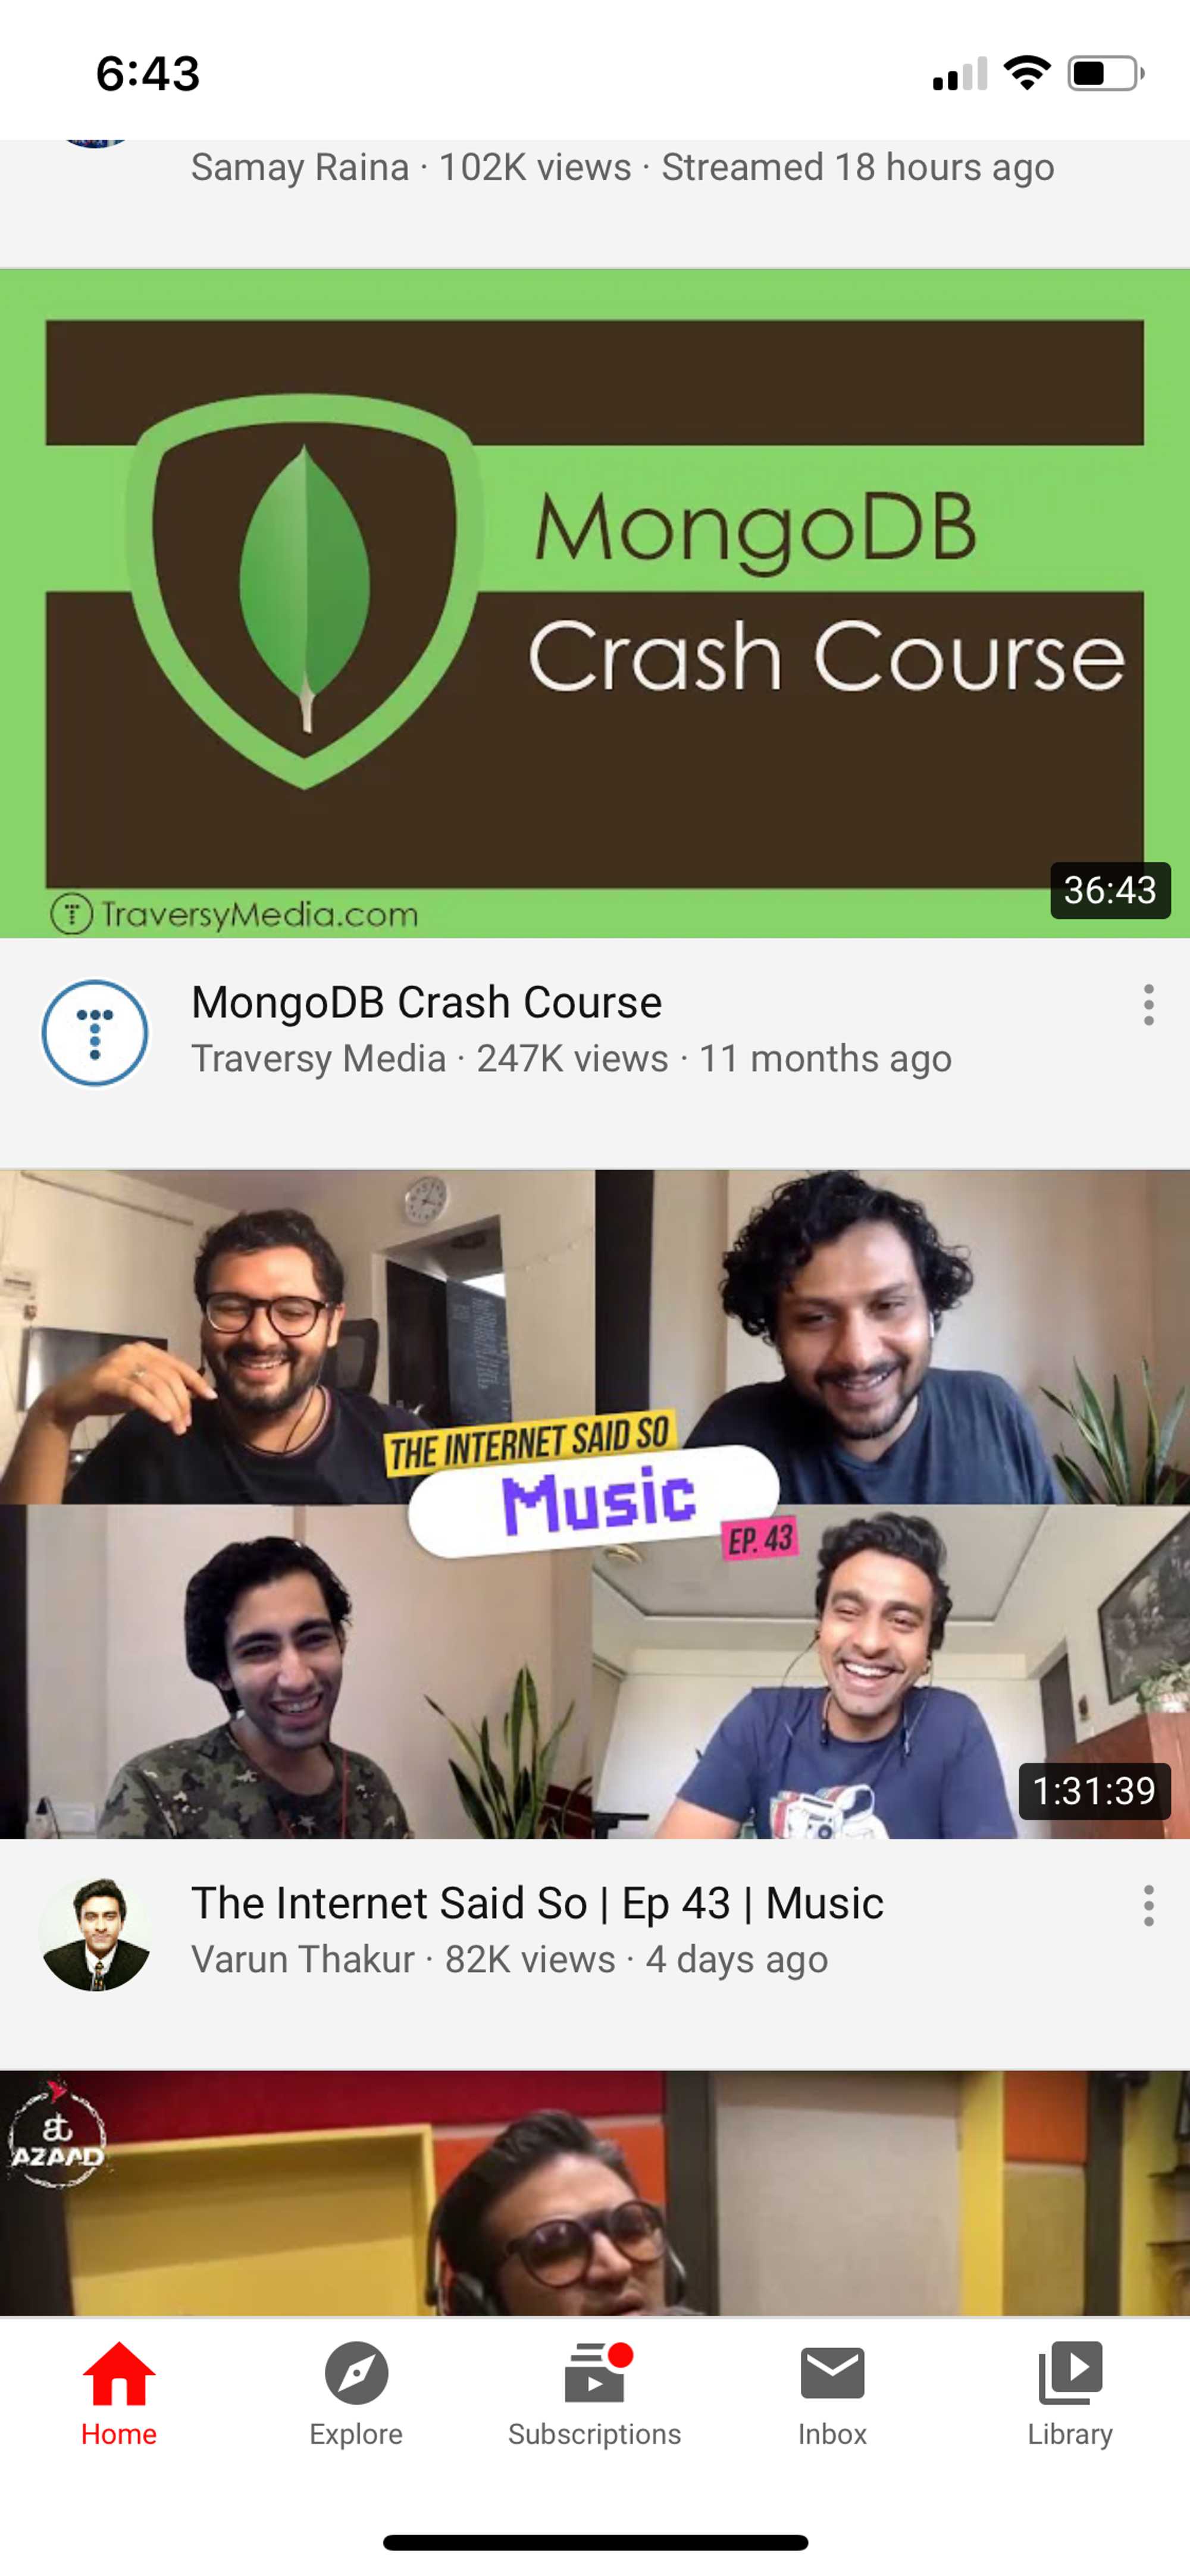 6:43
Samay Raina · 102K views · Streamed 18 hours ago
MongoDB
Crash Course
36:43
TraversyMedia.com
MongoDB Crash Course
Traversy Media · 247K views · 11 months ago
THE INTERNET SAID SO
Music
EP. 43
1:31:39
The Internet Said So | Ep 43 | Music
Varun Thakur · 82K views · 4 days ago
at
AZAAD
Home
Explore
Subscriptions
Inbox
Library